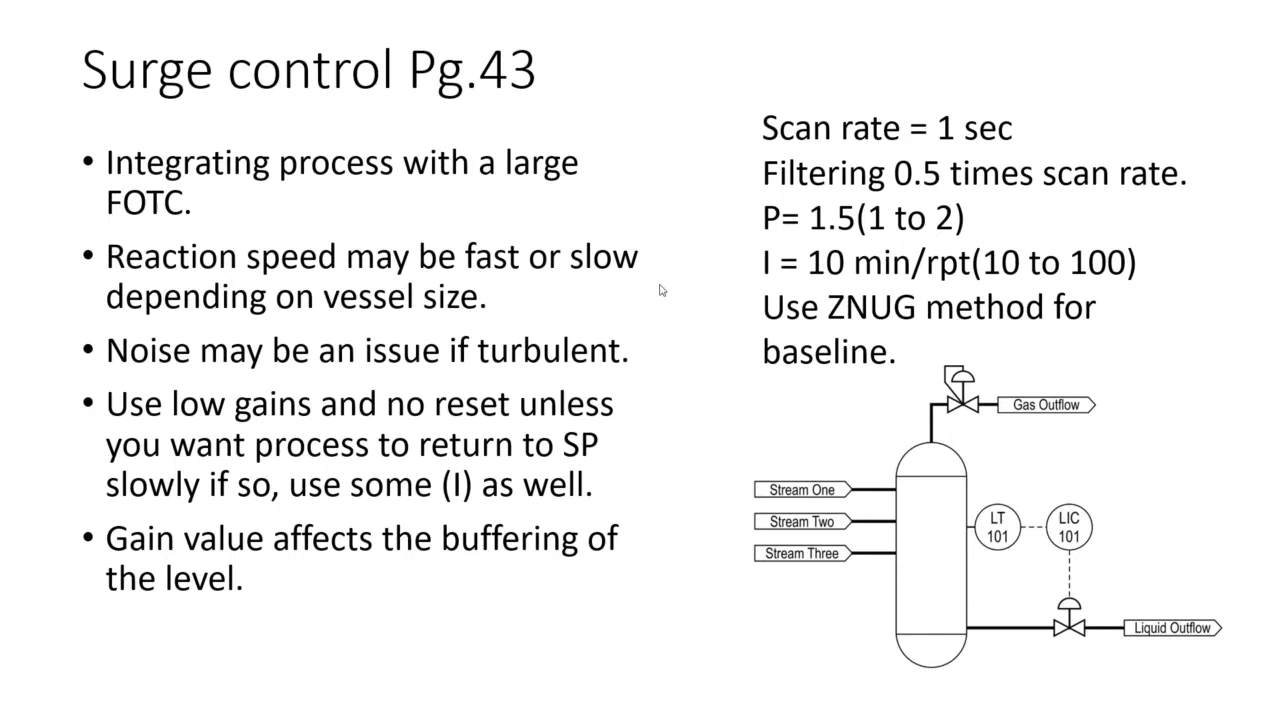 Surge control Pg.43
• Integrating process with a large
FOTC.
• Reaction speed may be fast or slow
depending on vessel size.
• Noise may be an issue if turbulent.
• Use low gains and no reset unless
you want process to return to SP
slowly if so, use some (I) as well.
• Gain value affects the buffering of
the level.
Scan rate = 1 sec
Filtering 0.5 times scan rate.
P= 1.5(1 to 2)
I = 10 min/rpt(10 to 100)
Use ZNUG method for
baseline.
Gas Outflow
Stream One
Stream Two
Stream Three
LT
101
LIC
101
Liquid Outflow